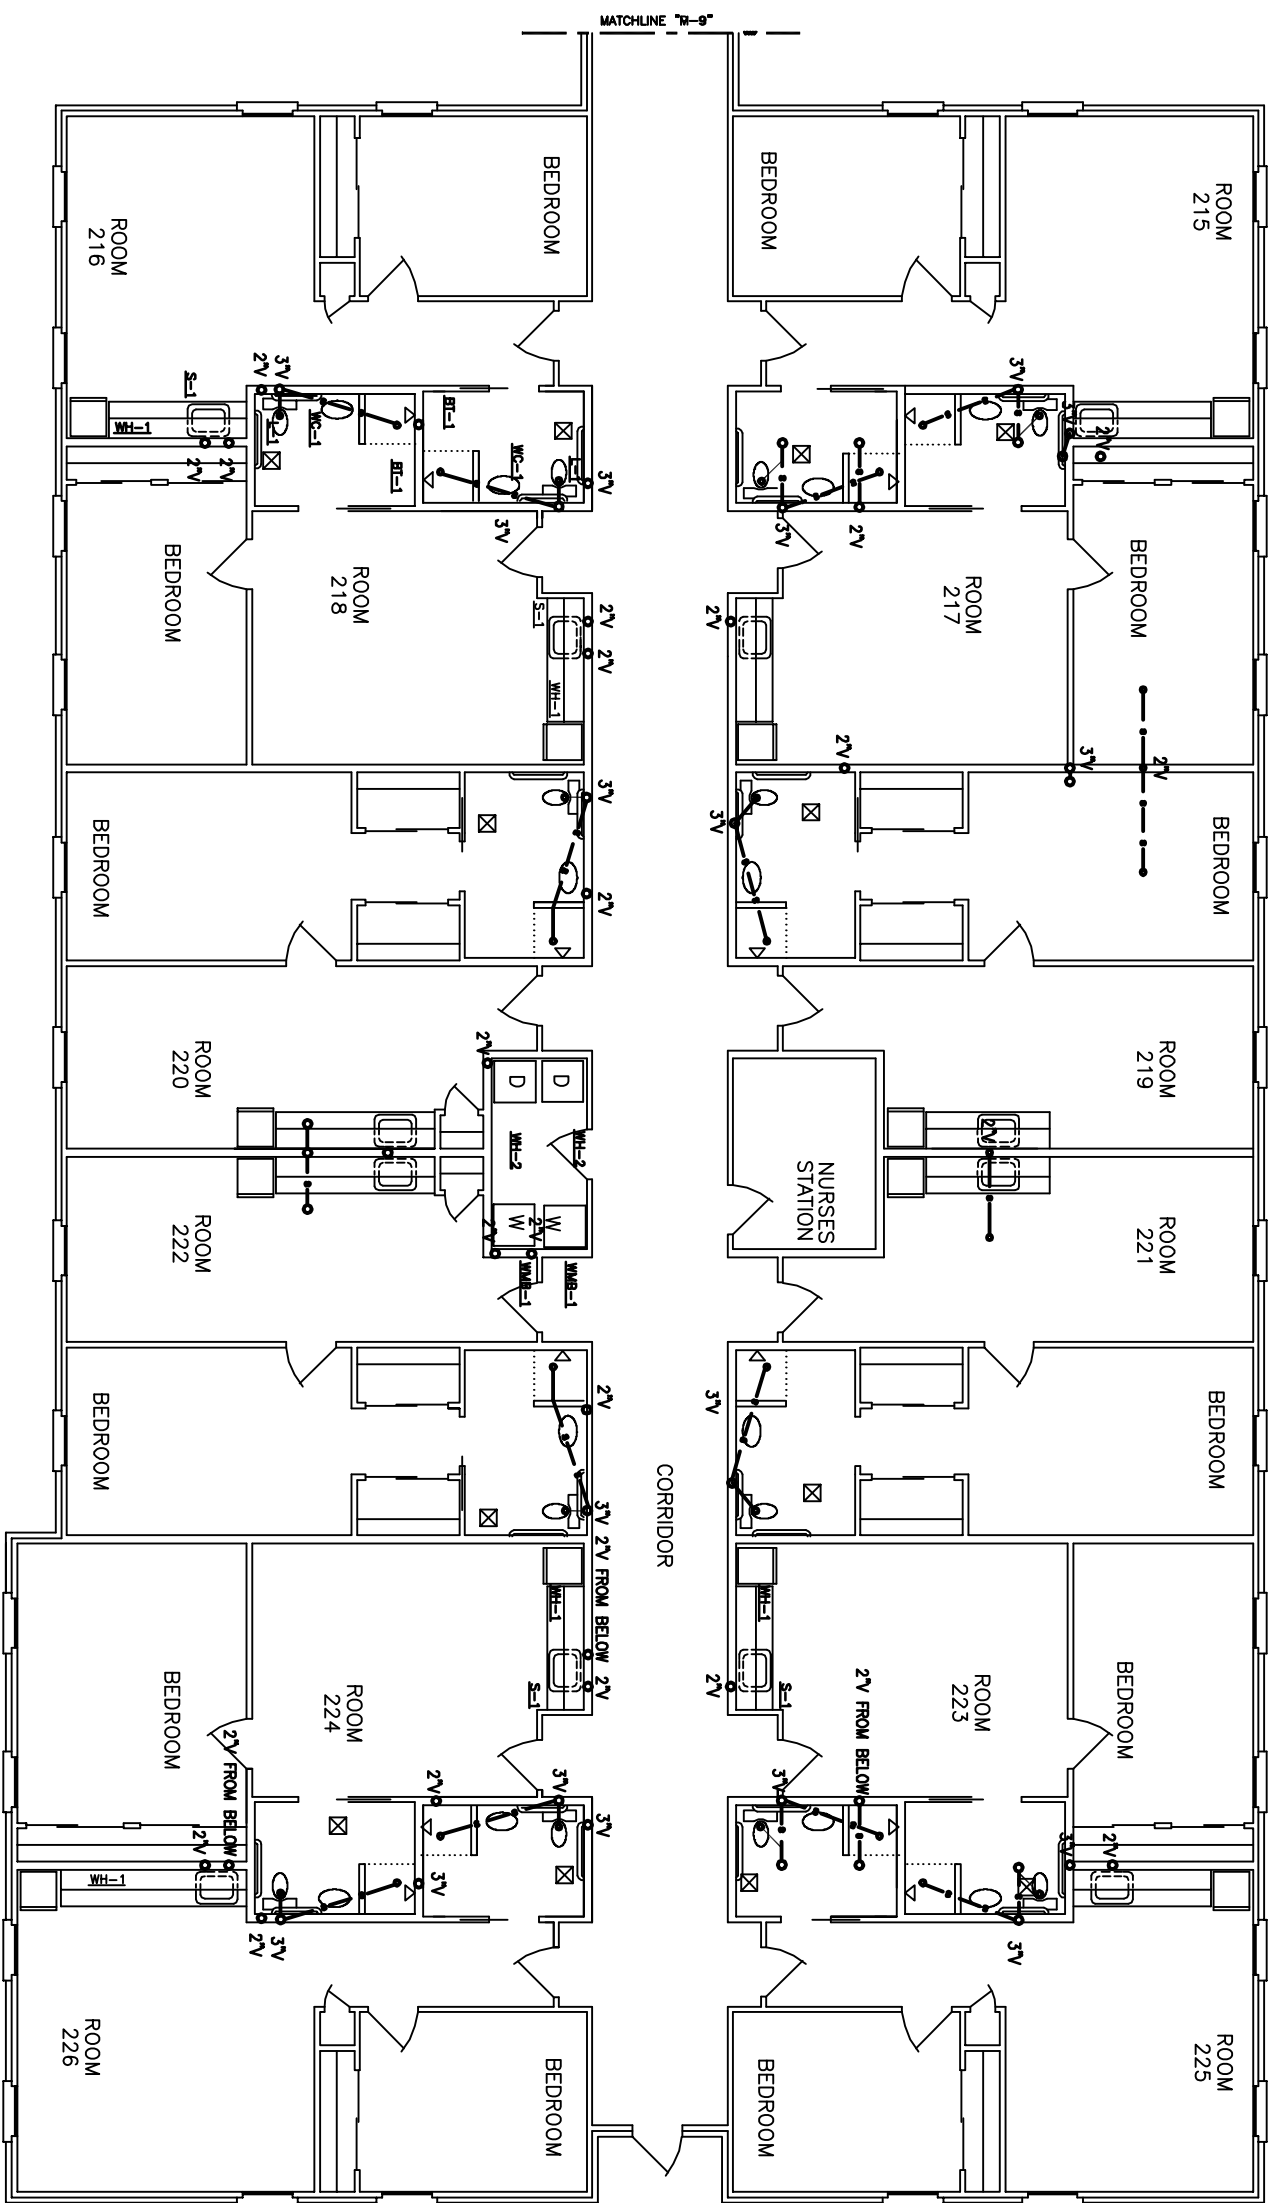 MATCHLINE "M-9"
BEDROOM
BEDROOM
ROOM
215
ROOM
216
S-1
2"V
3"V
WH-1
L-1
WC-1
BT-1
BT-1
WC-1
3"V
3"V
2"V
2"V
3"V
3"V
2"V
2"V
3"V
BEDROOM
ROOM
218
S-1
2"V
2"V
WH-1
2"V
ROOM
217
BEDROOM
2"V
3"V
2"V
BEDROOM
3"V
2"V
3"V
BEDROOM
ROOM
220
2"V
D
D
WH-2
WH-2
W
W
2"V
2"V
WMB-1
WMB-1
NURSES
STATION
2"V
ROOM
219
ROOM
222
ROOM
221
BEDROOM
2"V
3"V
3"V
BEDROOM
CORRIDOR
2"V FROM BELOW
WH-1
S-1
2"V
WH-1
S-1
2"V
BEDROOM
ROOM
224
ROOM
223
BEDROOM
2"V FROM BELOW
2"V
2"V FROM BELOW
2"V
3"V
3"V
3"V
3"V
2"V
WH-1
2"V
3"V
3"V
3"V
ROOM
226
BEDROOM
BEDROOM
ROOM
225